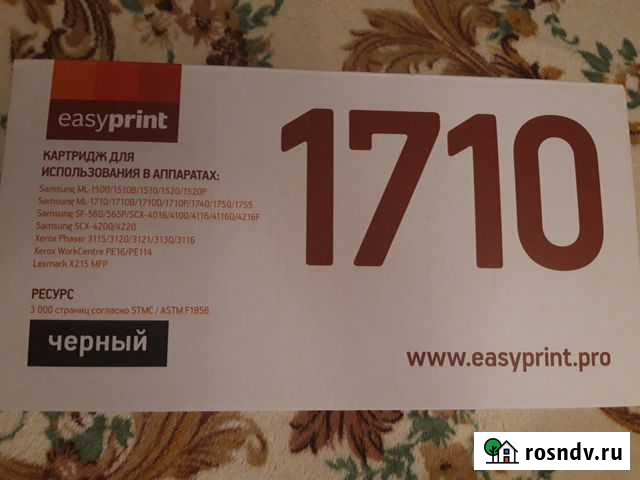 easyprint
1710
КАРТРИДЖ ДЛЯ
ИСПОЛЬЗОВАНИЯ В АППАРАТАХ:
Samsung ML-1500/1510B/1510/1520/1520P
Samsung ML-1710/1710B/1710D/1710P/1740/1750/1755
Samsung SF-560/565P/SCX-4016/4100/4116/4116D/4216F
Samsung SCX-4200/4220
Xerox Phaser 3115/3120/3121/3130/3116
Xerox WorkCentre PE16/PE114
Lexmark X215 MFP
РЕСУРС
3 000 страниц согласно STMC / ASTM F1856
черный
www.easyprint.pro
rosndv.ru